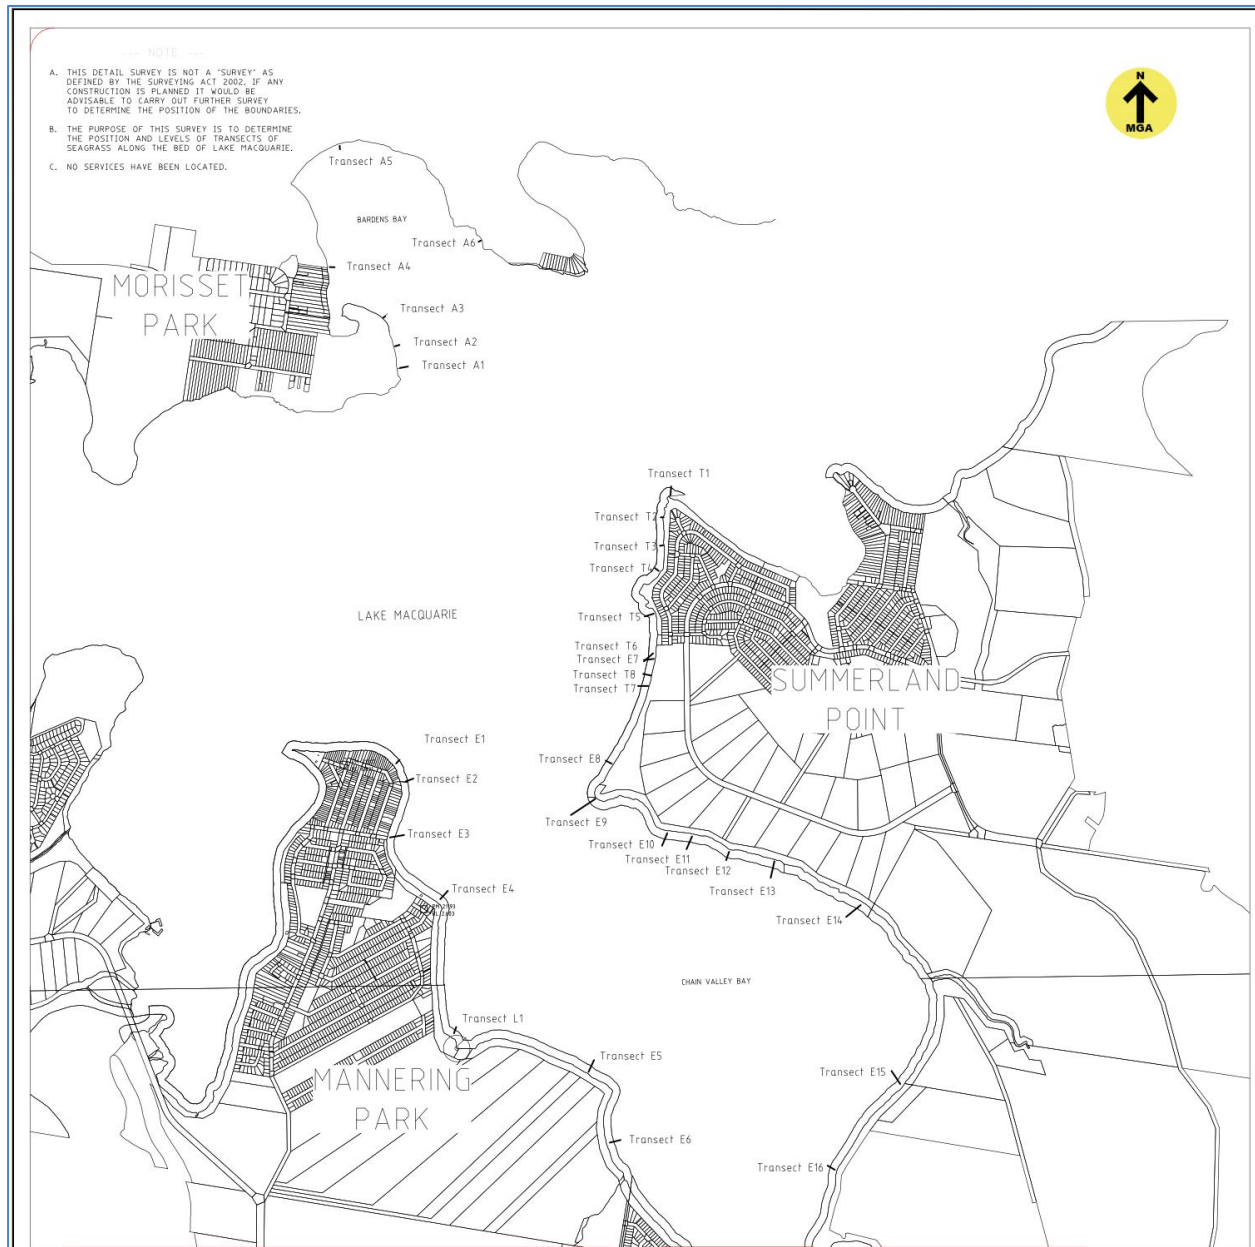 --- NOTE ---
A. THIS DETAIL SURVEY IS NOT A "SURVEY" AS
DEFINED BY THE SURVEYING ACT 2002. IF ANY
CONSTRUCTION IS PLANNED IT WOULD BE
ADVISABLE TO CARRY OUT FURTHER SURVEY
TO DETERMINE THE POSITION OF THE BOUNDARIES.
B. THE PURPOSE OF THIS SURVEY IS TO DETERMINE
THE POSITION AND LEVELS OF TRANSECTS OF
SEAGRASS ALONG THE BED OF LAKE MACQUARIE.
C. NO SERVICES HAVE BEEN LOCATED.
N
MGA
Transect A5
BARDENS BAY
Transect A6
Transect A4
MORISSET
PARK
Transect A3
Transect A2
Transect A1
Transect T1
Transect T2
Transect T3
Transect T4
LAKE MACQUARIE
Transect T5
Transect T6
Transect E7
Transect T8
Transect T7
SUMMERLAND
POINT
Transect E1
Transect E8
Transect E2
Transect E9
Transect E3
Transect E10
Transect E11
Transect E12
Transect E13
Transect E4
Transect E14
CHAIN VALLEY BAY
Transect L1
Transect E5
Transect E15
MANNERING
PARK
Transect E6
Transect E16